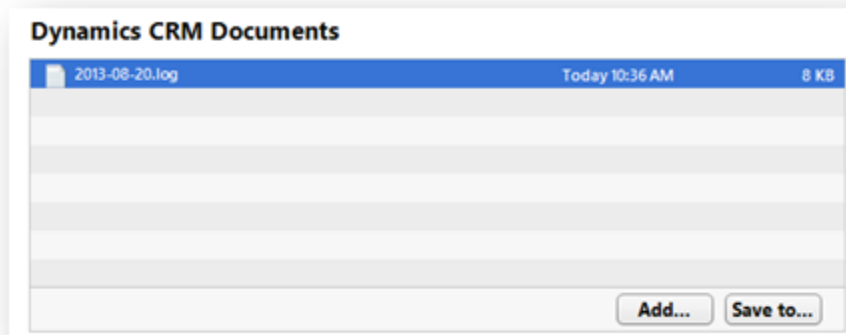 Dynamics CRM Documents
2013-08-20.log Today 10:36 AM 8 KB
Add... Save to...